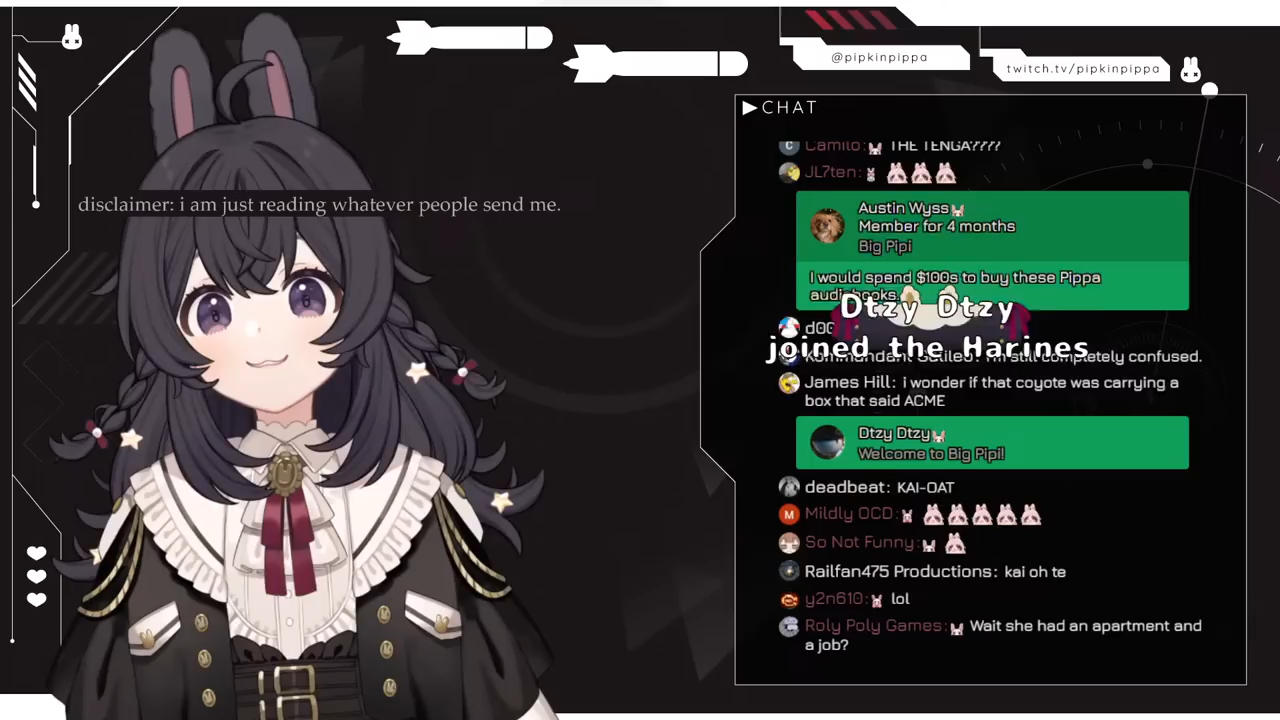 @pipkinpippa
twitch.tv/pipkinpippa
▶CHAT
Camilo: THE TENGA????
JL7ten:
disclaimer: i am just reading whatever people send me.
Austin Wyss
Member for 4 months
Big Pipi
I would spend $100s to buy these Pippa
audiobooks
Dtzy Dtzy
joined the Harines
still completely confused.
James Hill: i wonder if that coyote was carrying a
box that said ACME
Dtzy Dtzy
Welcome to Big Pipi!
deadbeat: KAI-OAT
M Mildly OCD:
So Not Funny:
Railfan475 Productions: kai oh te
y2n610: lol
Roly Poly Games: Wait she had an apartment and
a job?